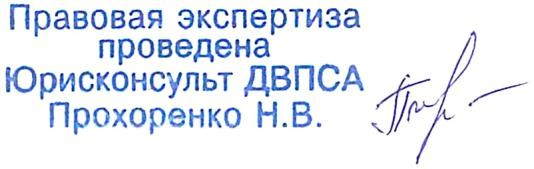 Правовая экспертиза
проведена
Юрисконсульт ДВПСА
Прохоренко Н.В.